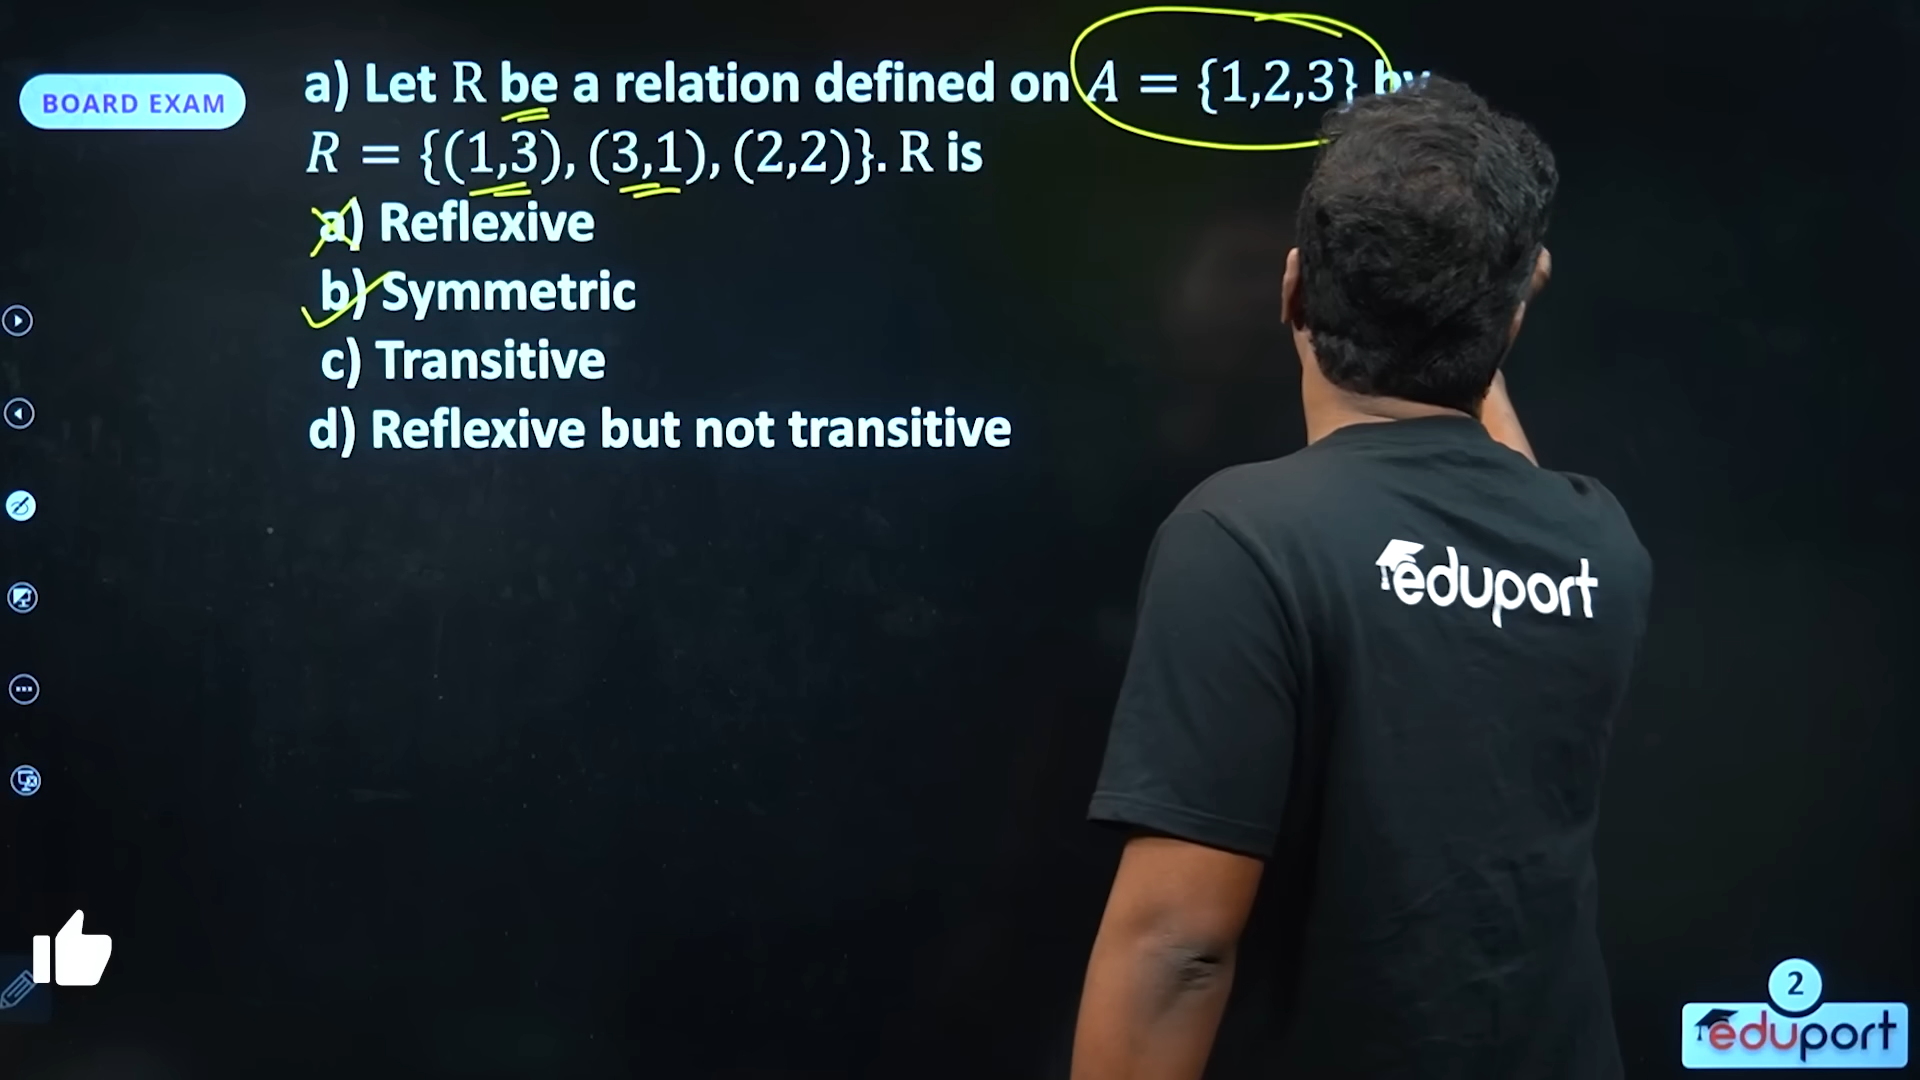 BOARD EXAM
a) Let R be a relation defined on A = {1,2,3} by
R = {(1,3), (3,1), (2,2)}. R is
a) Reflexive
b) Symmetric
c) Transitive
d) Reflexive but not transitive
eduport
2
eduport